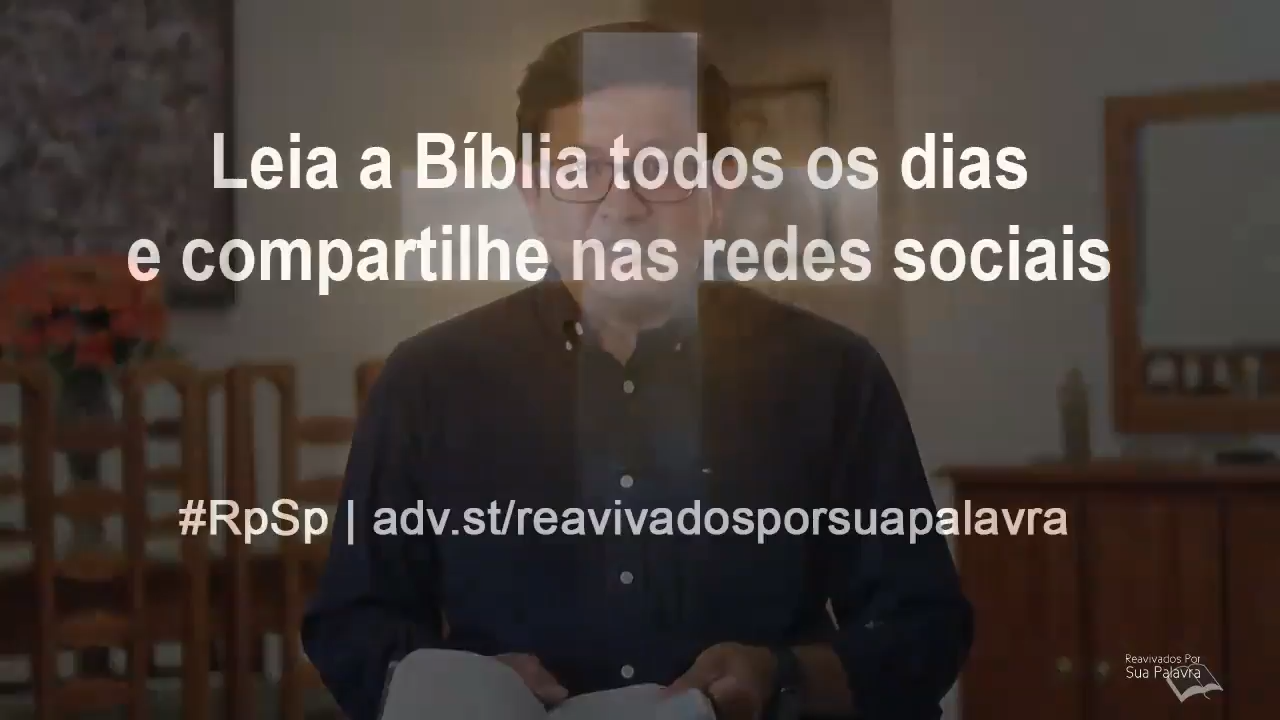 Leia a Bíblia todos os dias
e compartilhe nas redes sociais
#RpSp | adv.st/reavivadosporsuapalavra
Reavivados Por
Sua Palavra